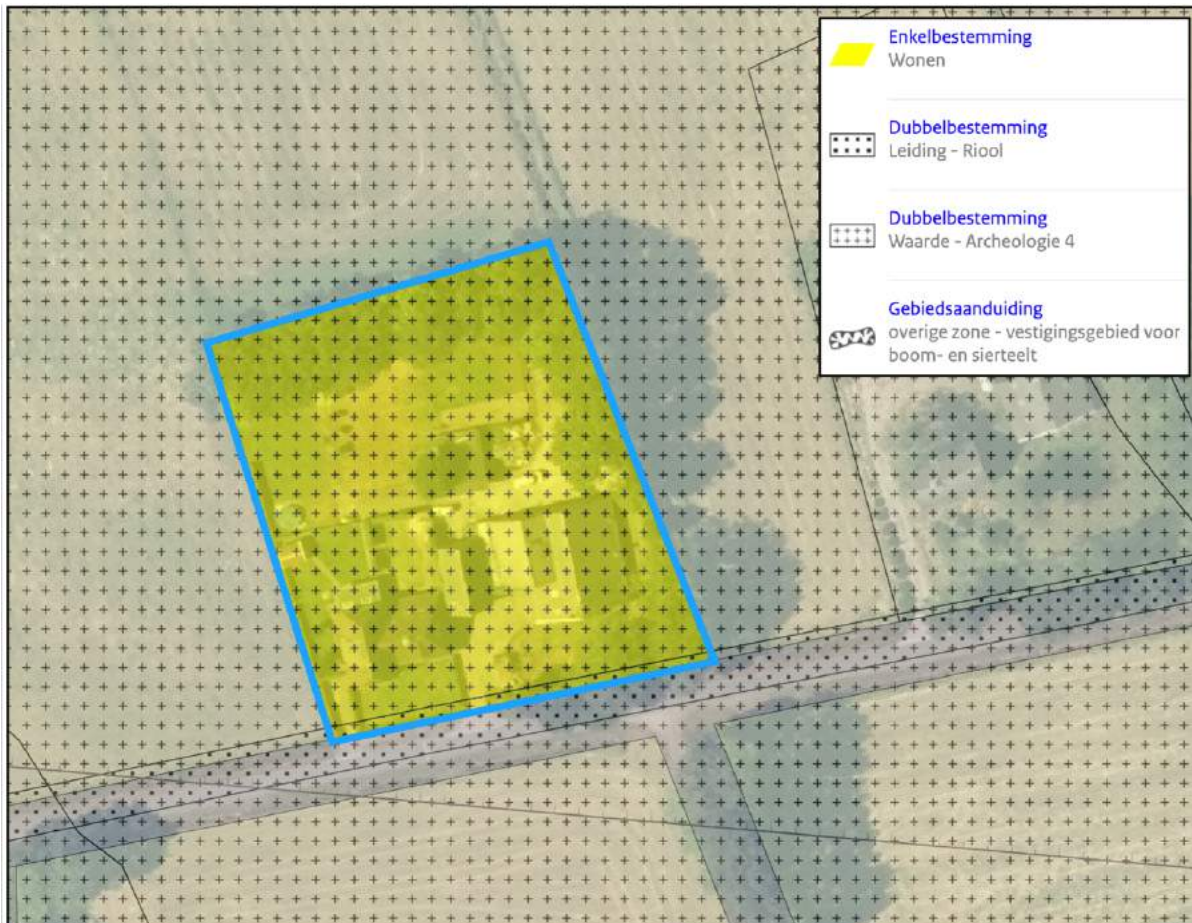 Enkelbestemming
Wonen
Dubbelbestemming
Leiding - Riool
Dubbelbestemming
Waarde - Archeologie 4
Gebiedsaanduiding
overige zone - vestigingsgebied voor
boom- en sierteelt